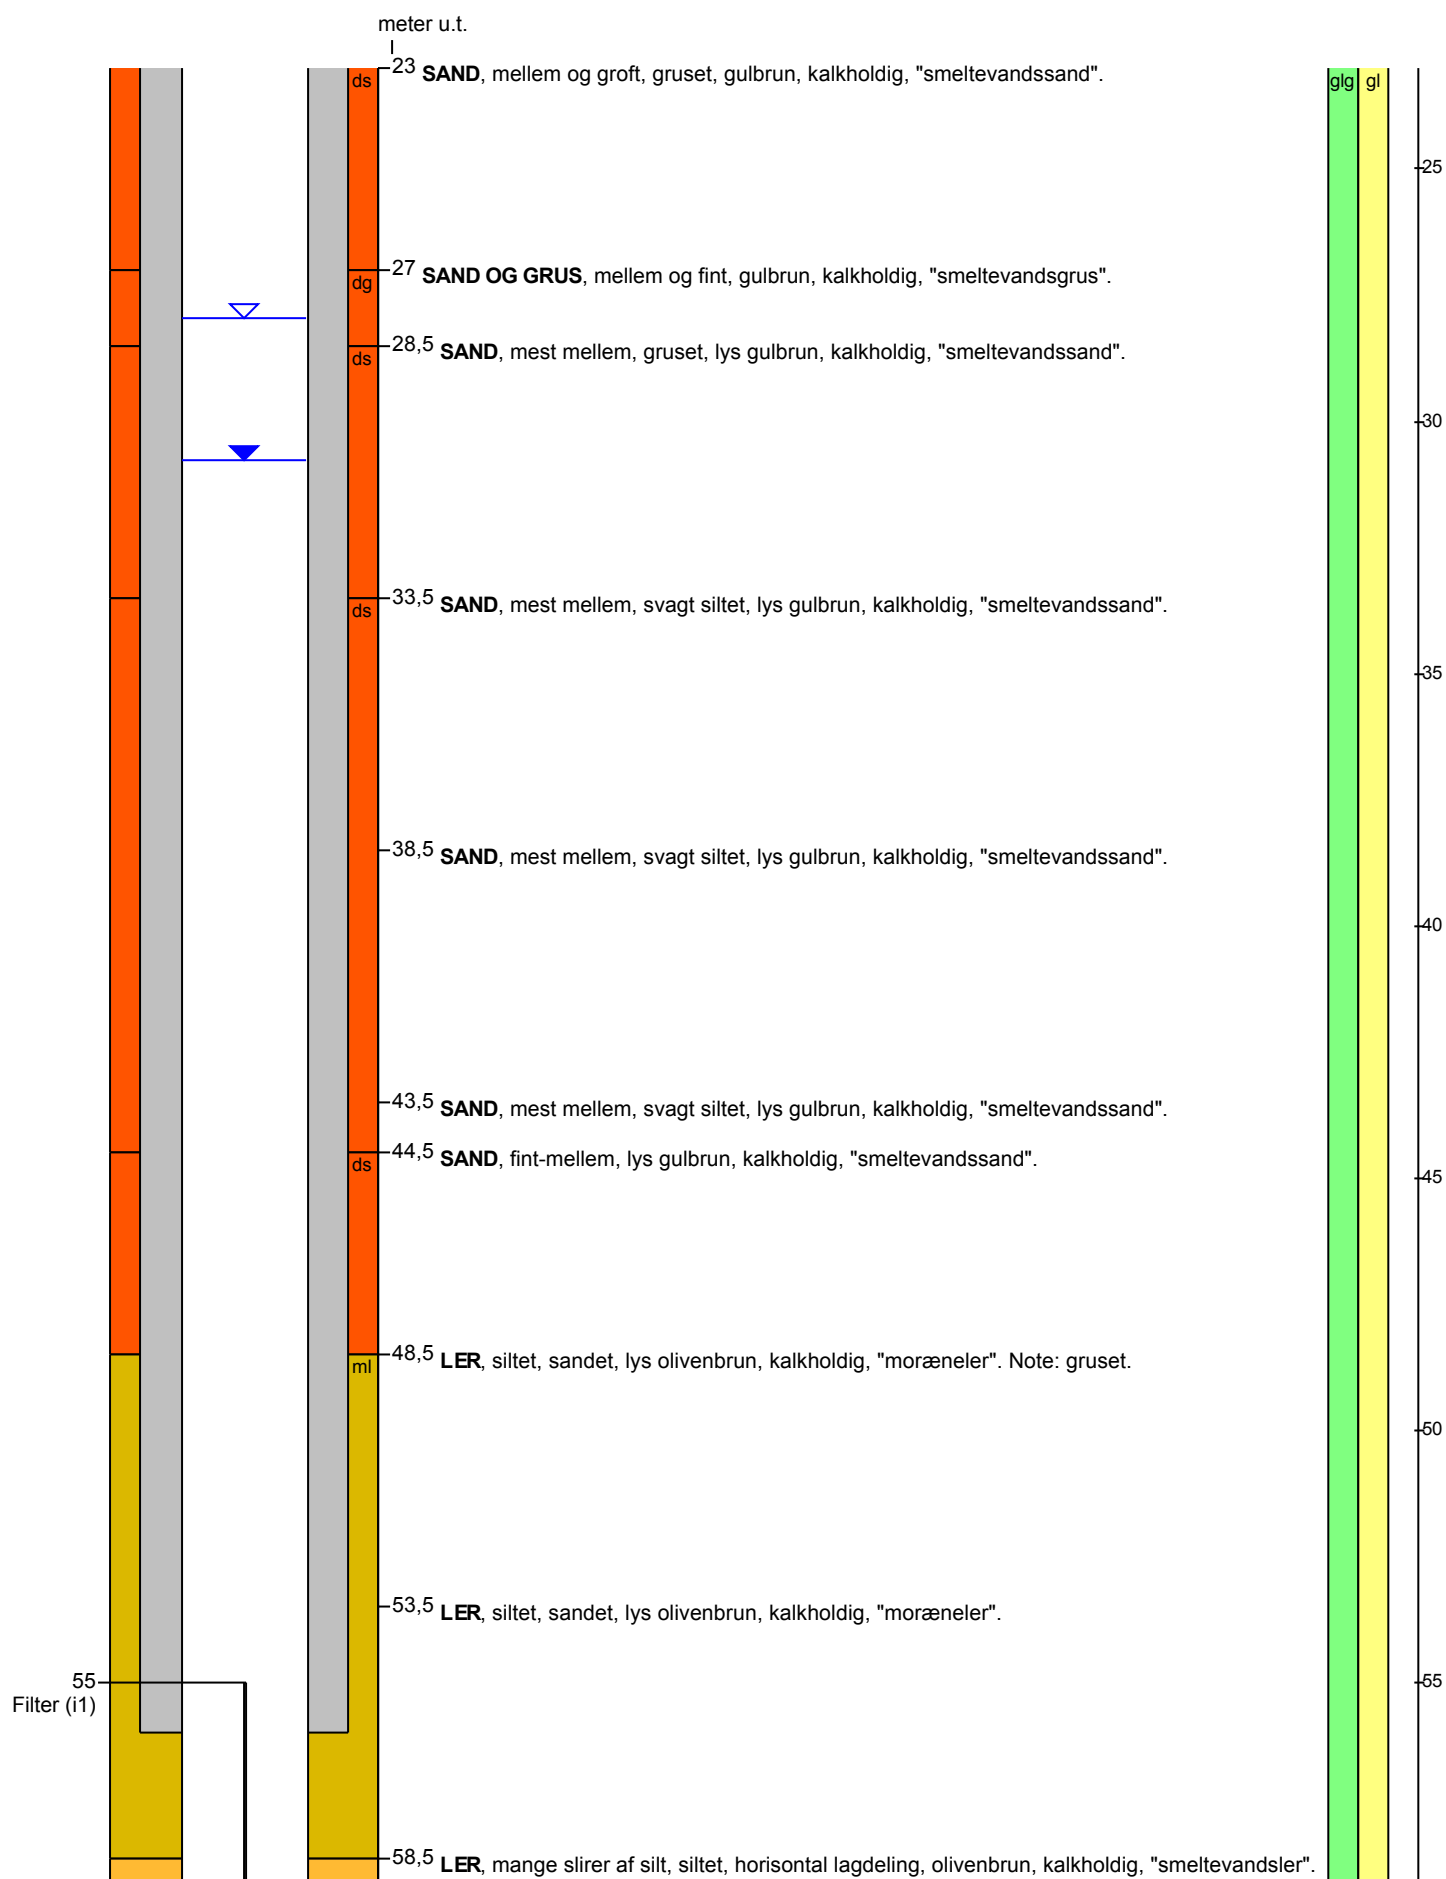 meter u.t.
ds 23 SAND, mellem og groft, gruset, gulbrun, kalkholdig, "smeltevandssand". glg gl
25
dg 27 SAND OG GRUS, mellem og fint, gulbrun, kalkholdig, "smeltevandsgrus".
ds 28,5 SAND, mest mellem, gruset, lys gulbrun, kalkholdig, "smeltevandssand".
30
ds 33,5 SAND, mest mellem, svagt siltet, lys gulbrun, kalkholdig, "smeltevandssand".
35
38,5 SAND, mest mellem, svagt siltet, lys gulbrun, kalkholdig, "smeltevandssand".
40
43,5 SAND, mest mellem, svagt siltet, lys gulbrun, kalkholdig, "smeltevandssand".
ds 44,5 SAND, fint-mellem, lys gulbrun, kalkholdig, "smeltevandssand".
45
ml 48,5 LER, siltet, sandet, lys olivenbrun, kalkholdig, "moræneler". Note: gruset.
50
53,5 LER, siltet, sandet, lys olivenbrun, kalkholdig, "moræneler".
55 55
Filter (i1)
58,5 LER, mange slirer af silt, siltet, horisontal lagdeling, olivenbrun, kalkholdig, "smeltevandsler".